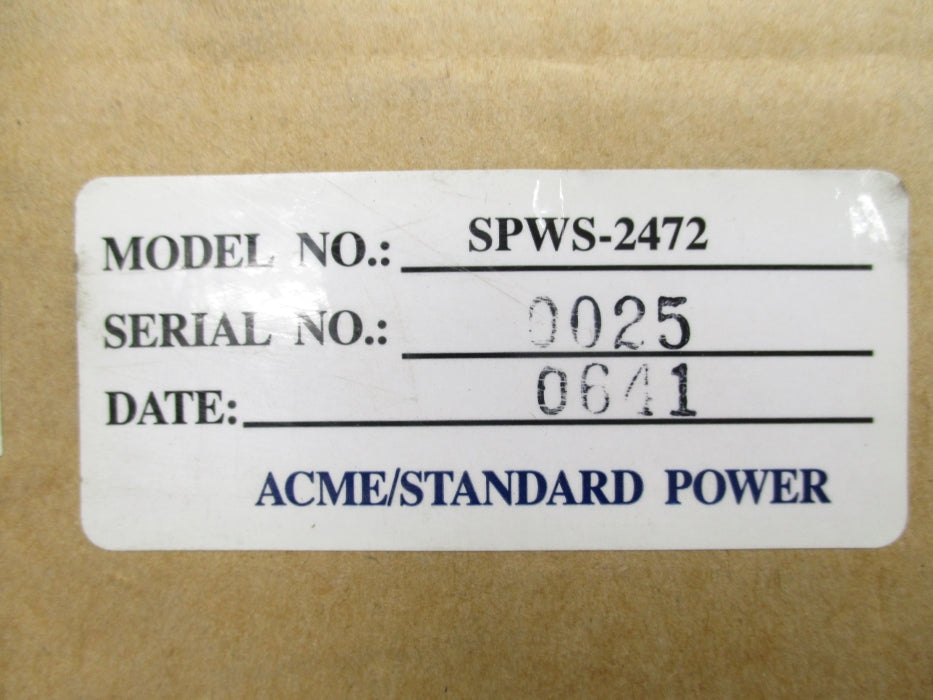 MODEL NO.: SPWS-2472
SERIAL NO.: 0025
DATE: 0641
ACME/STANDARD POWER